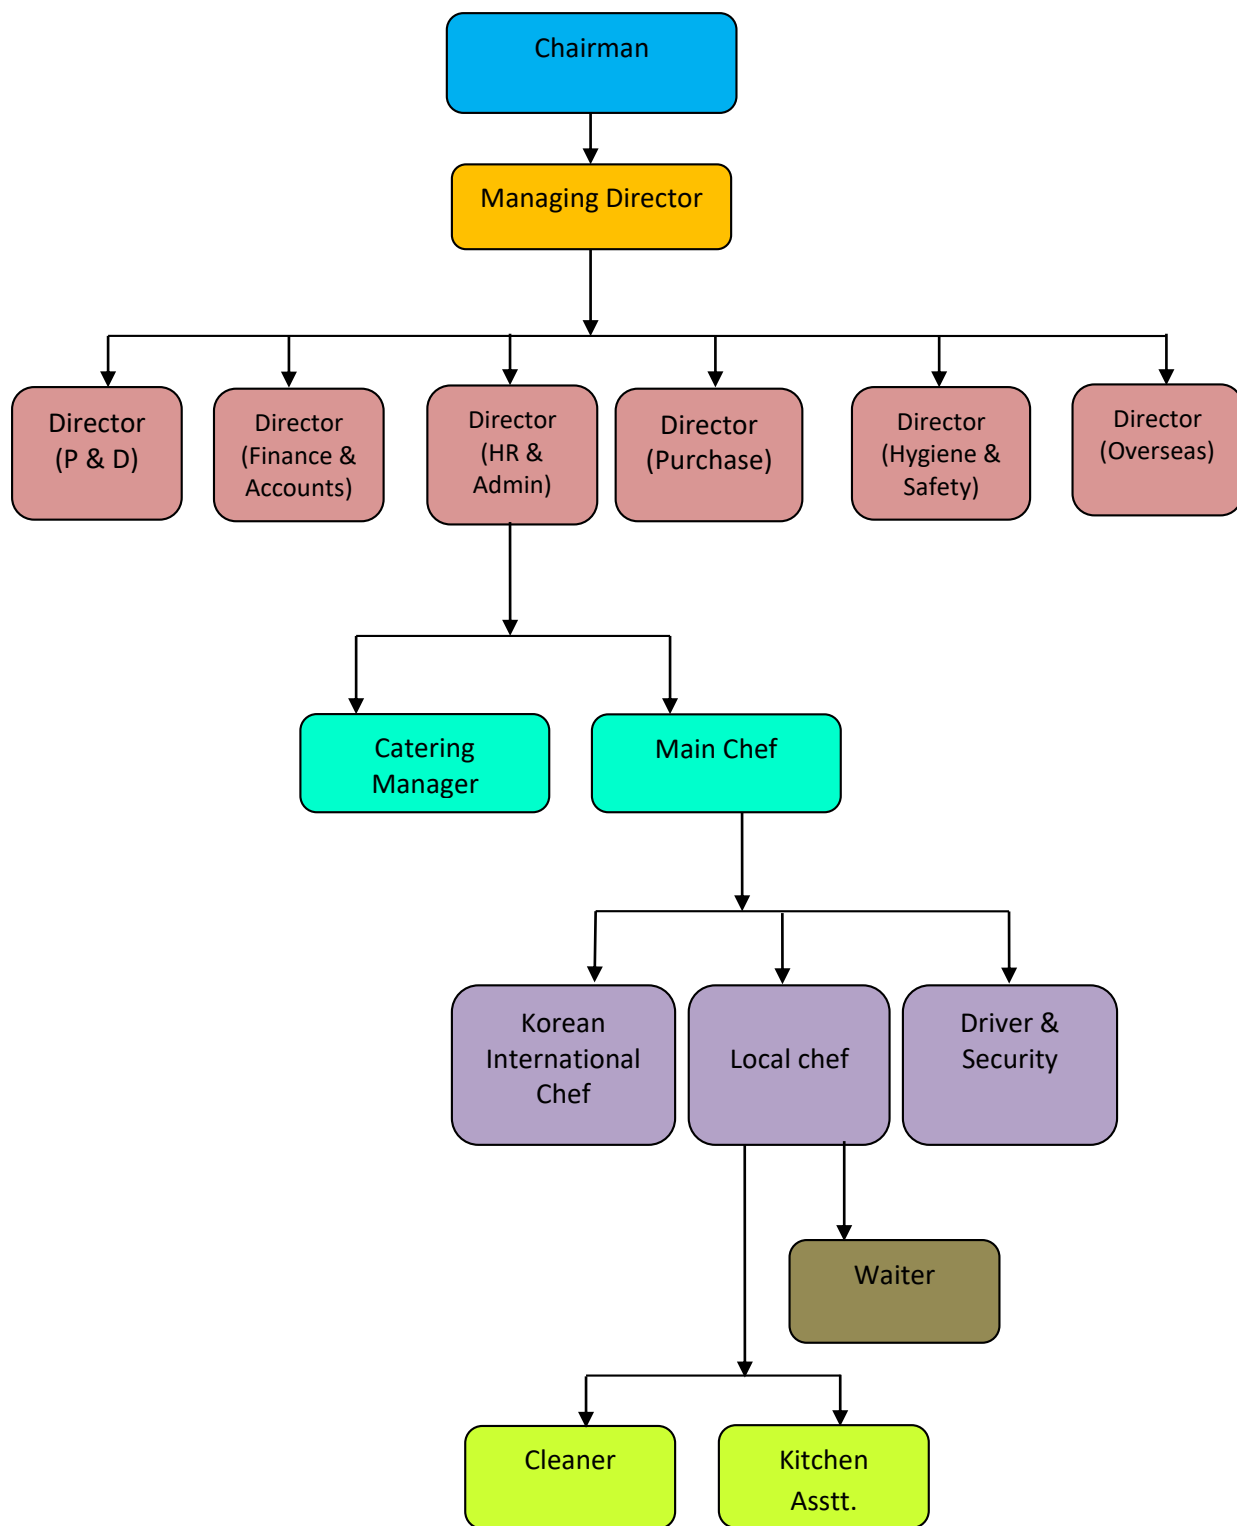 Chairman
Managing Director
Director
(P & D)
Director
(Finance &
Accounts)
Director
(HR &
Admin)
Director
(Purchase)
Director
(Hygiene &
Safety)
Director
(Overseas)
Catering
Manager
Main Chef
Korean
International
Chef
Local chef
Driver &
Security
Waiter
Cleaner
Kitchen
Asstt.